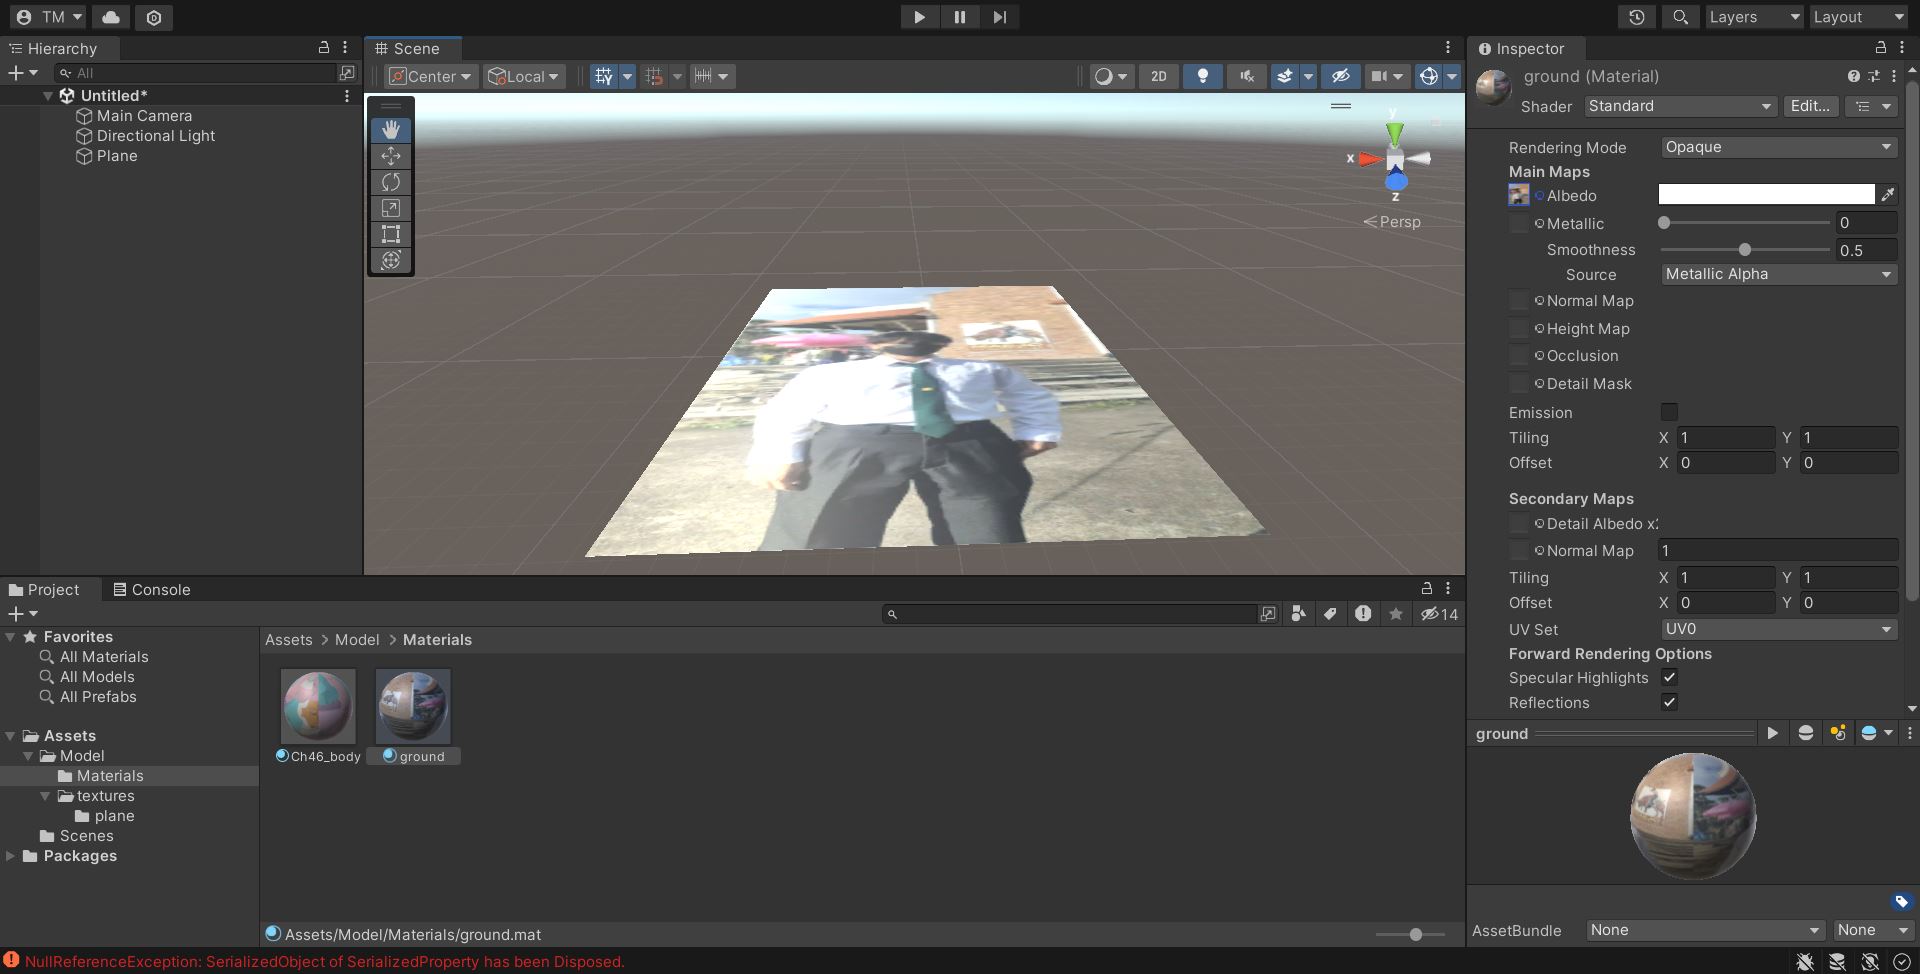 TM
Layers
Layout
Hierarchy
All
Untitled*
Main Camera
Directional Light
Plane
Scene
Center
Local
2D
y
x
z
Persp
Inspector
ground (Material)
Shader
Standard
Edit...
Rendering Mode
Opaque
Main Maps
Albedo
Metallic
0
Smoothness
0.5
Source
Metallic Alpha
Normal Map
Height Map
Occlusion
Detail Mask
Emission
Tiling
X 1
Y 1
Offset
X 0
Y 0
Secondary Maps
Detail Albedo x
Normal Map
1
Tiling
X 1
Y 1
Offset
X 0
Y 0
UV Set
UV0
Forward Rendering Options
Specular Highlights
Reflections
ground
AssetBundle
None
None
Project
Console
14
Favorites
All Materials
All Models
All Prefabs
Assets
Model
Materials
textures
plane
Scenes
Packages
Assets > Model > Materials
Ch46_body
ground
Assets/Model/Materials/ground.mat
NullReferenceException: SerializedObject of SerializedProperty has been Disposed.